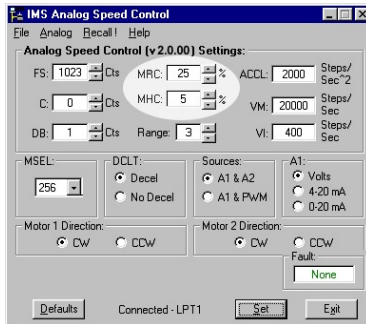 IMS Analog Speed Control
File Analog Recall! Help
Analog Speed Control (v 2.0.00) Settings:
FS: 1023 Cts MRC: 25 % ACCL: 2000 Steps/Sec^2
C: 0 Cts MHC: 5 % VM: 20000 Steps/Sec
DB: 1 Cts Range: 3 VI: 400 Steps/Sec
MSEL: DCLT: Sources: A1:
256 Decel A1 & A2 Volts
No Decel A1 & PWM 4-20 mA
0-20 mA
Motor 1 Direction: Motor 2 Direction:
CW CCW CW CCW
Fault:
None
Defaults Connected - LPT1 Set Exit